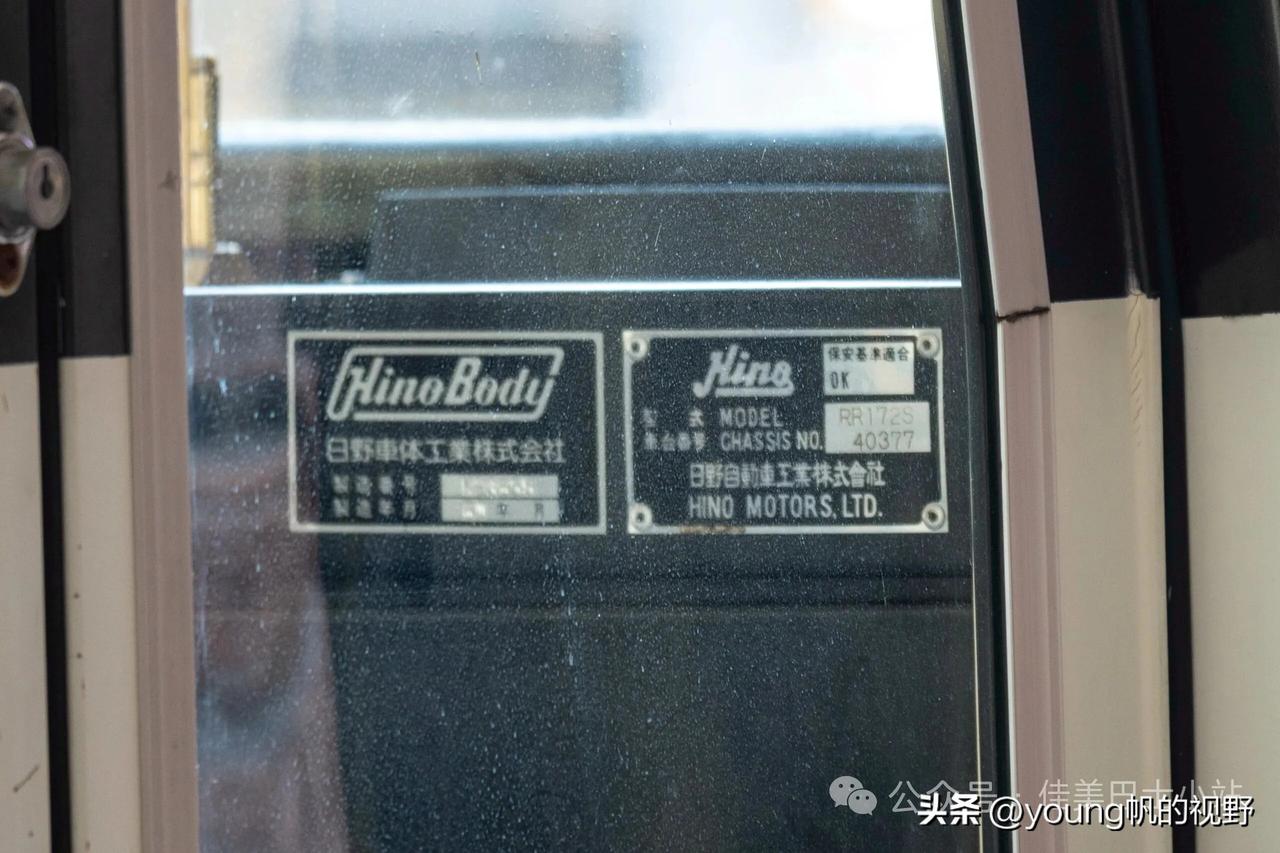 HinoBody
日野車体工業株式会社
製造番号
製造年月 年 月
Hino
保安基準適合
OK
型 式 MODEL RR172S
車台番号 CHASSIS NO. 40377
日野自動車工業株式會社
HINO MOTORS, LTD.
公众号 · 佳美巴士小站
头条 @young帆的视野